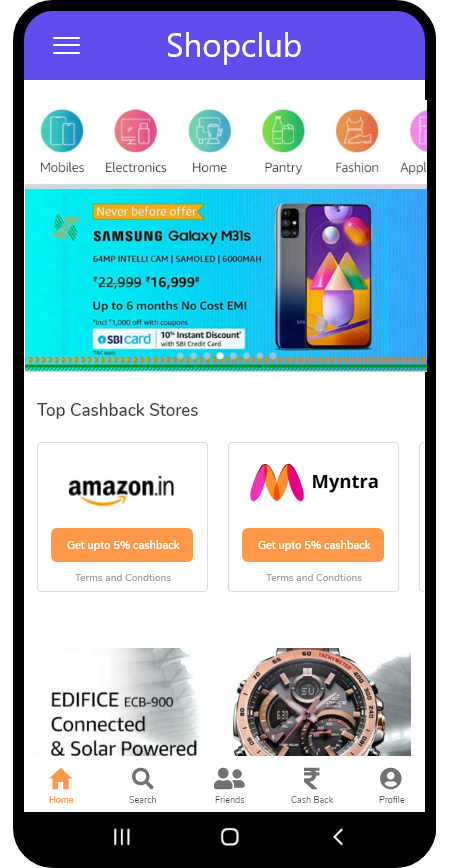 Shopclub
Mobiles Electronics Home Pantry Fashion Appl
Never before offer
SAMSUNG Galaxy M31s
64MP INTELLI CAM | SAMOLED | 6000MAH
₹22,999 ₹16,999#
Up to 6 months No Cost EMI
*Incl ₹1,000 off with coupons
SBI card 10% Instant Discount*
with SBI Credit Card
*T&C apply
Top Cashback Stores
amazon.in
Myntra
Get upto 5% cashback
Get upto 5% cashback
Terms and Condtions
Terms and Condtions
EDIFICE ECB-900
Connected
& Solar Powered
TACHYMETER
EDIFICE
Home Search Friends Cash Back Profile